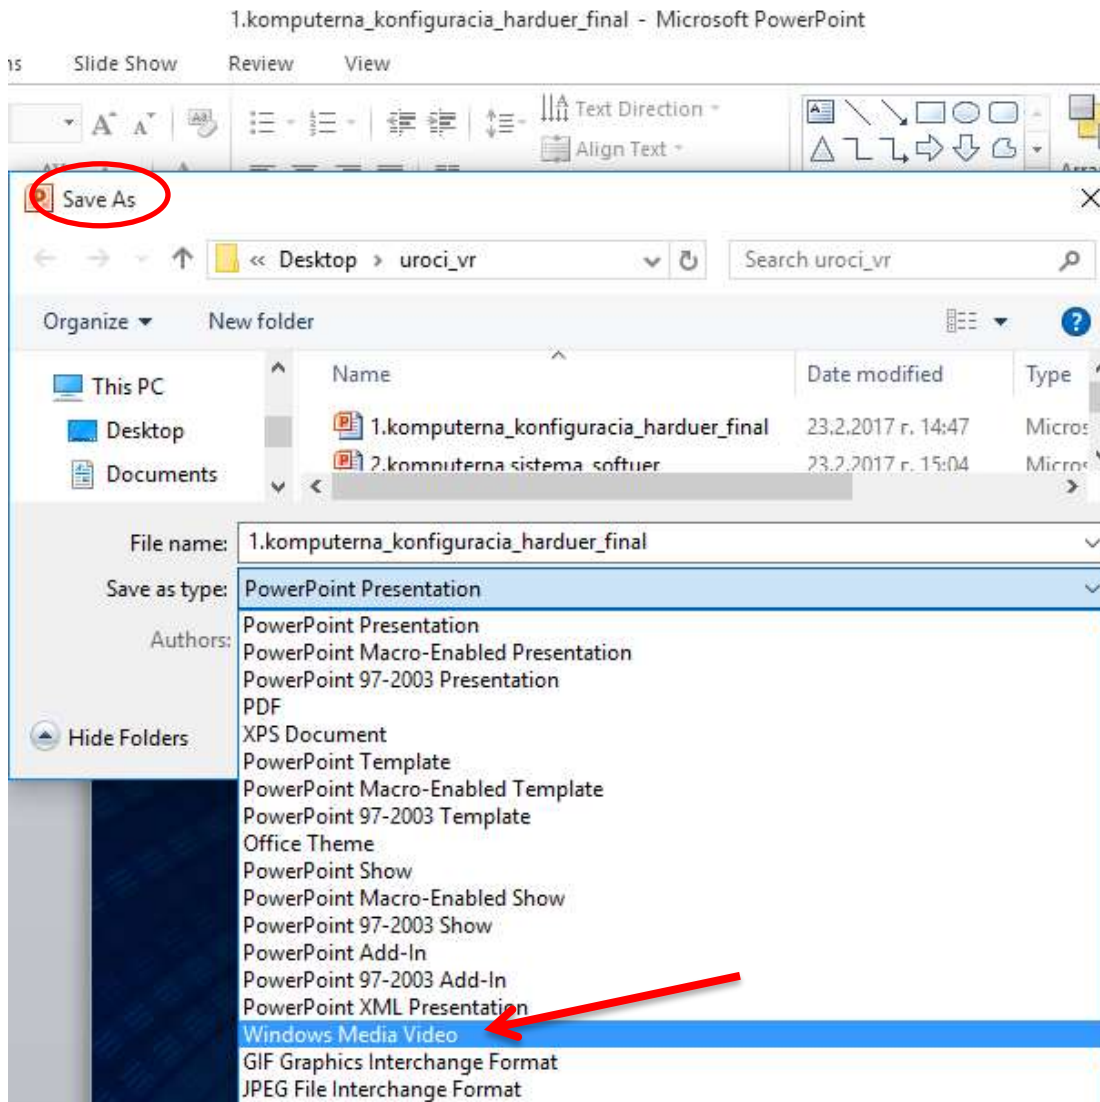 1.komputerna_konfiguracia_harduer_final - Microsoft PowerPoint
Slide Show Review View
Text Direction
Align Text
Save As
« Desktop › uroci_vr Search uroci_vr
Organize New folder
Name Date modified Type
This PC
Desktop
Documents
1.komputerna_konfiguracia_harduer_final 23.2.2017 г. 14:47 Micros
2.komputerna sistema softuer 23.2.2017 г. 15:04 Micros
File name: 1.komputerna_konfiguracia_harduer_final
Save as type: PowerPoint Presentation
Authors:
PowerPoint Presentation
PowerPoint Macro-Enabled Presentation
PowerPoint 97-2003 Presentation
PDF
XPS Document
PowerPoint Template
PowerPoint Macro-Enabled Template
PowerPoint 97-2003 Template
Office Theme
PowerPoint Show
PowerPoint Macro-Enabled Show
PowerPoint 97-2003 Show
PowerPoint Add-In
PowerPoint 97-2003 Add-In
PowerPoint XML Presentation
Windows Media Video
GIF Graphics Interchange Format
JPEG File Interchange Format
Hide Folders